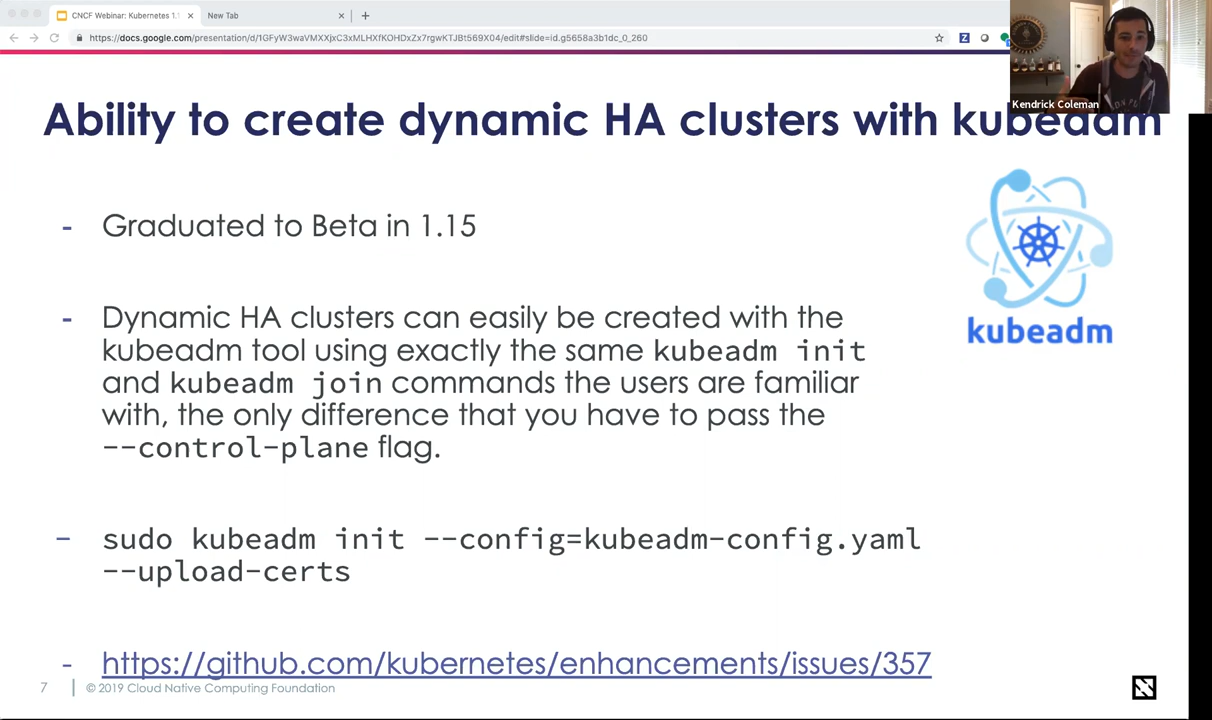 CNCF Webinar: Kubernetes 1.1
New Tab
https://docs.google.com/presentation/d/1GFyW3waVMXXjxC3xMLHXfKOHDxZx7rgwKTJBt569X04/edit#slide=id.g5658a3b1dc_0_260
Z
Kendrick Coleman
Ability to create dynamic HA clusters with kubeadm
kubeadm
- Graduated to Beta in 1.15
- Dynamic HA clusters can easily be created with the
kubeadm tool using exactly the same kubeadm init
and kubeadm join commands the users are familiar
with, the only difference that you have to pass the
--control-plane flag.
- sudo kubeadm init --config=kubeadm-config.yaml
--upload-certs
- https://github.com/kubernetes/enhancements/issues/357
7
© 2019 Cloud Native Computing Foundation